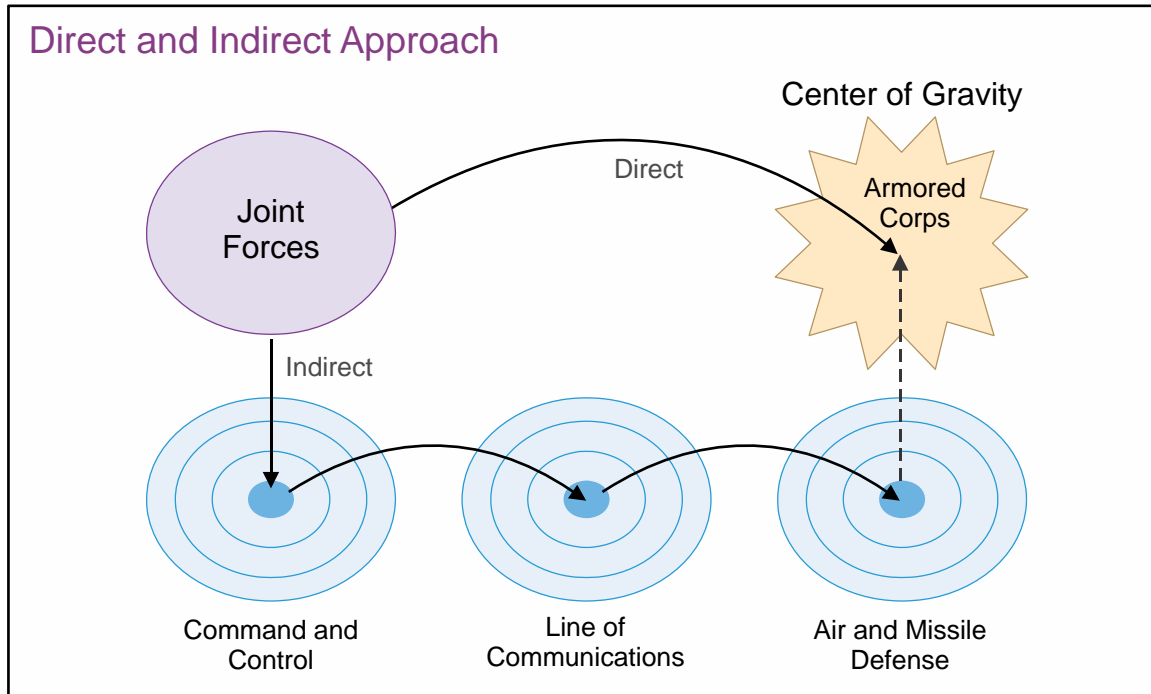 Direct and Indirect Approach
Center of Gravity
Joint
Forces
Direct
Armored
Corps
Indirect
Command and
Control
Line of
Communications
Air and Missile
Defense